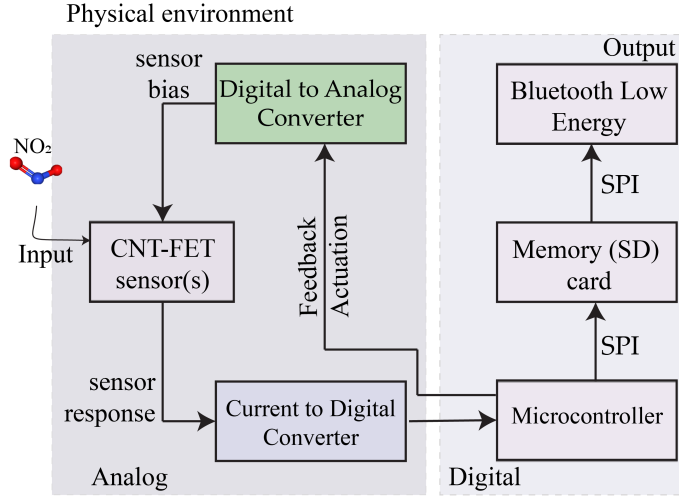 Physical environment
Output
sensor
bias
Digital to Analog
Converter
Bluetooth Low
Energy
NO₂
SPI
Input
CNT-FET
sensor(s)
Feedback
Actuation
Memory (SD)
card
SPI
sensor
response
Current to Digital
Converter
Microcontroller
Analog
Digital